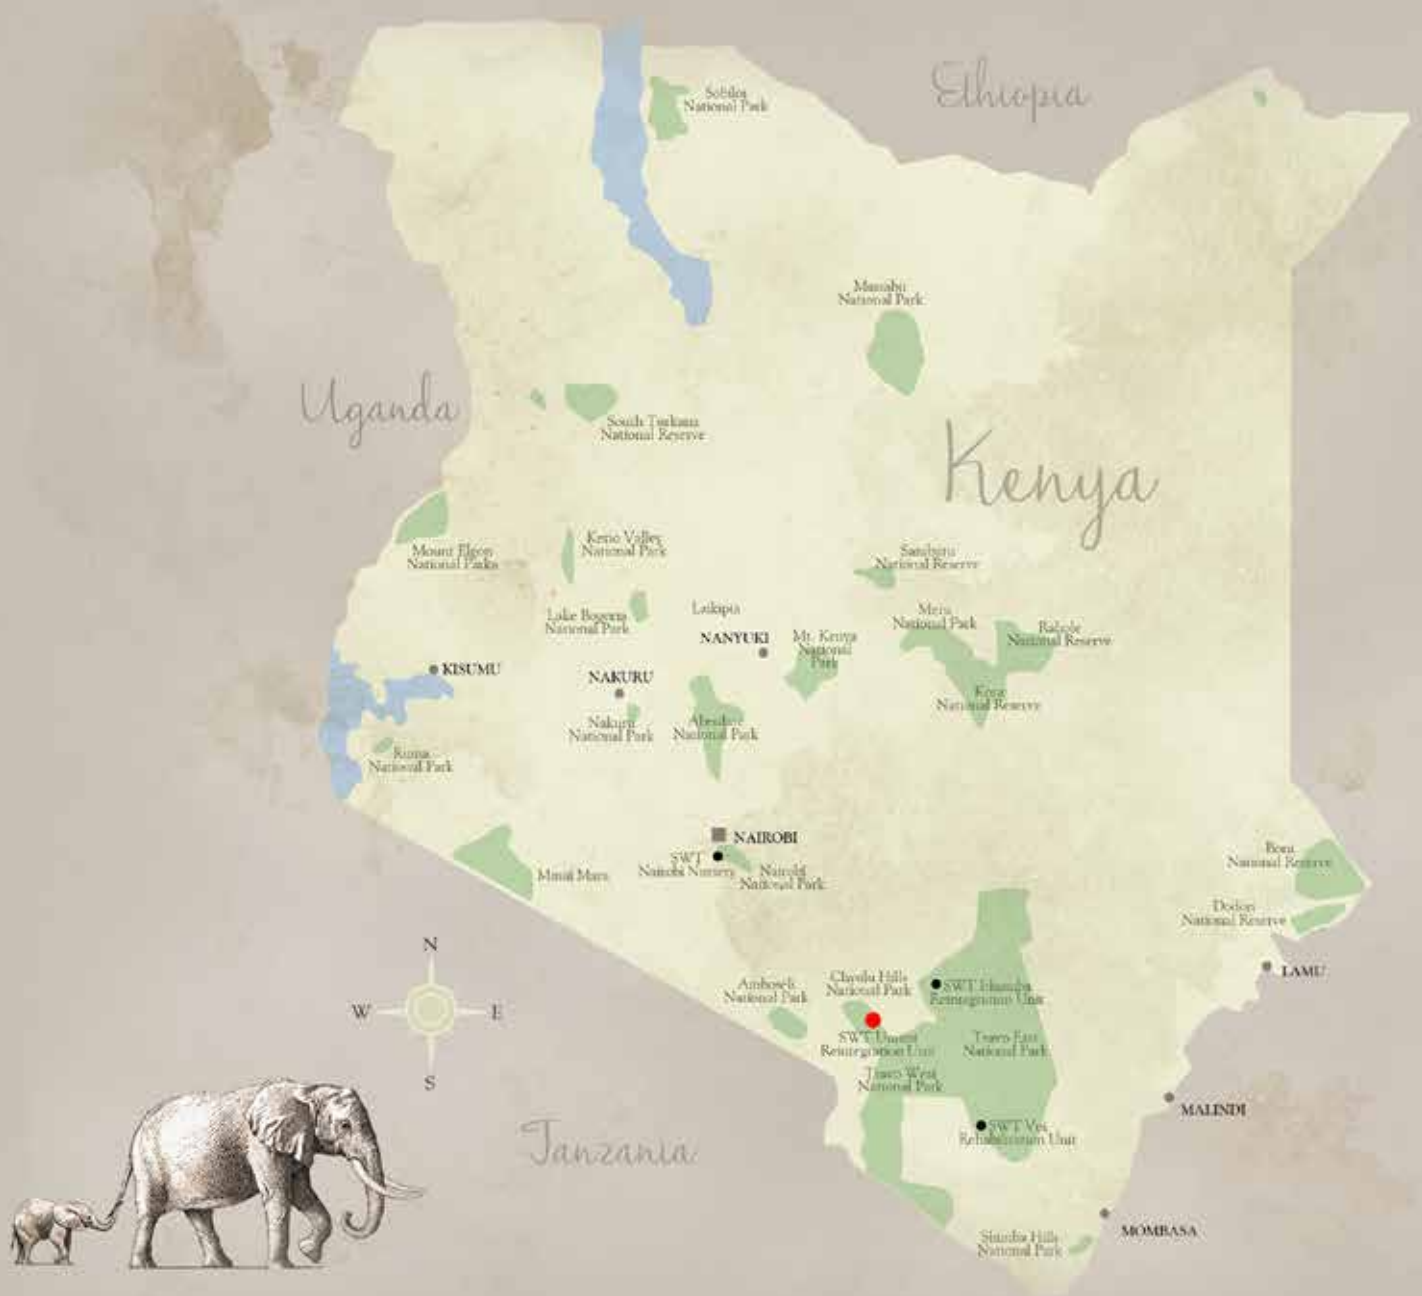 Ethiopia
Sibiloi
National Park
Marsabit
National Park
Uganda
South Turkana
National Reserve
Kenya
Mount Elgon
National Parks
Kerio Valley
National Park
Samburu
National Reserve
Lake Bogoria
National Park
Laikipia
NANYUKI
Mt. Kenya
National
Park
Meru
National Park
Rahole
National Reserve
KISUMU
NAKURU
Nakuru
National Park
Aberdare
National Park
Kora
National Reserve
Ruma
National Park
NAIROBI
SWT
Nairobi Nursery
Nairobi
National Park
Masai Mara
Boni
National Reserve
Dodori
National Reserve
LAMU
N
W
E
S
Amboseli
National Park
Chyulu Hills
National Park
SWT Ithumba
Reintegration Unit
SWT Umani
Reintegration Unit
Tsavo East
National Park
Tsavo West
National Park
MALINDI
SWT Voi
Rehabilitation Unit
Tanzania
MOMBASA
Shimba Hills
National Park